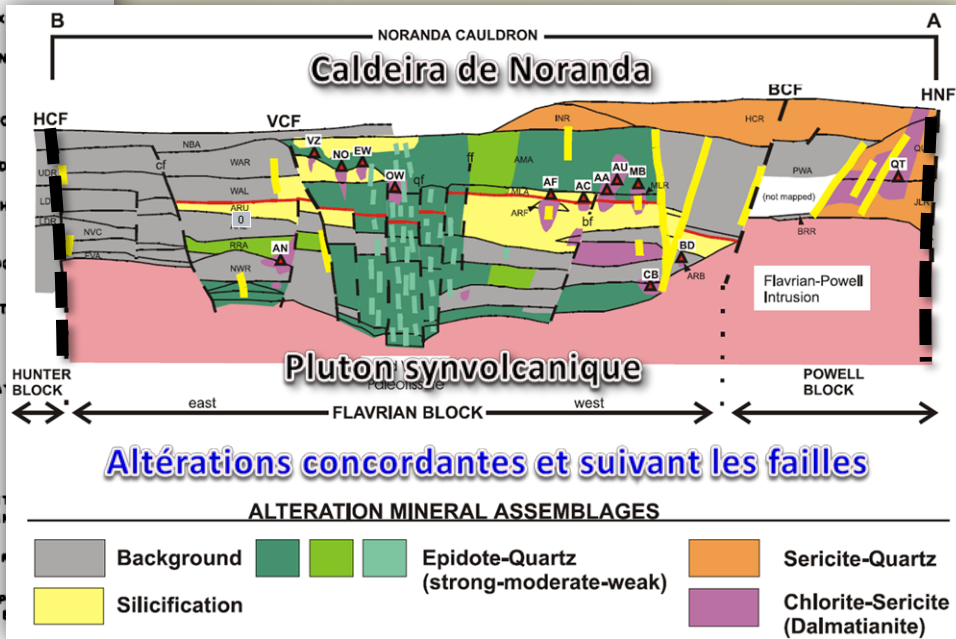 B
A
NORANDA CAULDRON
Caldeira de Noranda
HCF
VCF
BCF
HNF
INR
HCR
NBA
VZ
NO
EW
ff
AMA
cf
WAR
UDR
OW
qf
AU
AA
MB
QT
PWA
WAL
MLA
AF
AC
MLR
(not mapped)
JLR
ARU
ARF
bf
0
BRR
NVC
RRA
AN
BD
NWR
CB
ARB
Flavrian-Powell
Intrusion
Pluton synvolcanique
HUNTER
BLOCK
east
FLAVRIAN BLOCK
west
POWELL
BLOCK
Altérations concordantes et suivant les failles
ALTERATION MINERAL ASSEMBLAGES
Background
Epidote-Quartz
(strong-moderate-weak)
Sericite-Quartz
Silicification
Chlorite-Sericite
(Dalmatianite)